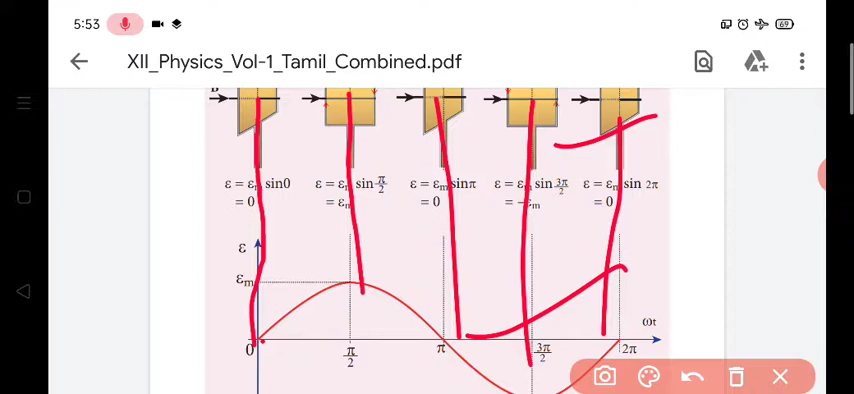 5:53
69
XII_Physics_Vol-1_Tamil_Combined.pdf
B
ε = εm sin0 ε = εm sin π/2 ε = εm sinπ ε = εm sin 3π/2 ε = εm sin 2π
= 0 = εm = 0 = -εm = 0
ε
εm
ωt
0 π/2 π 3π/2 2π